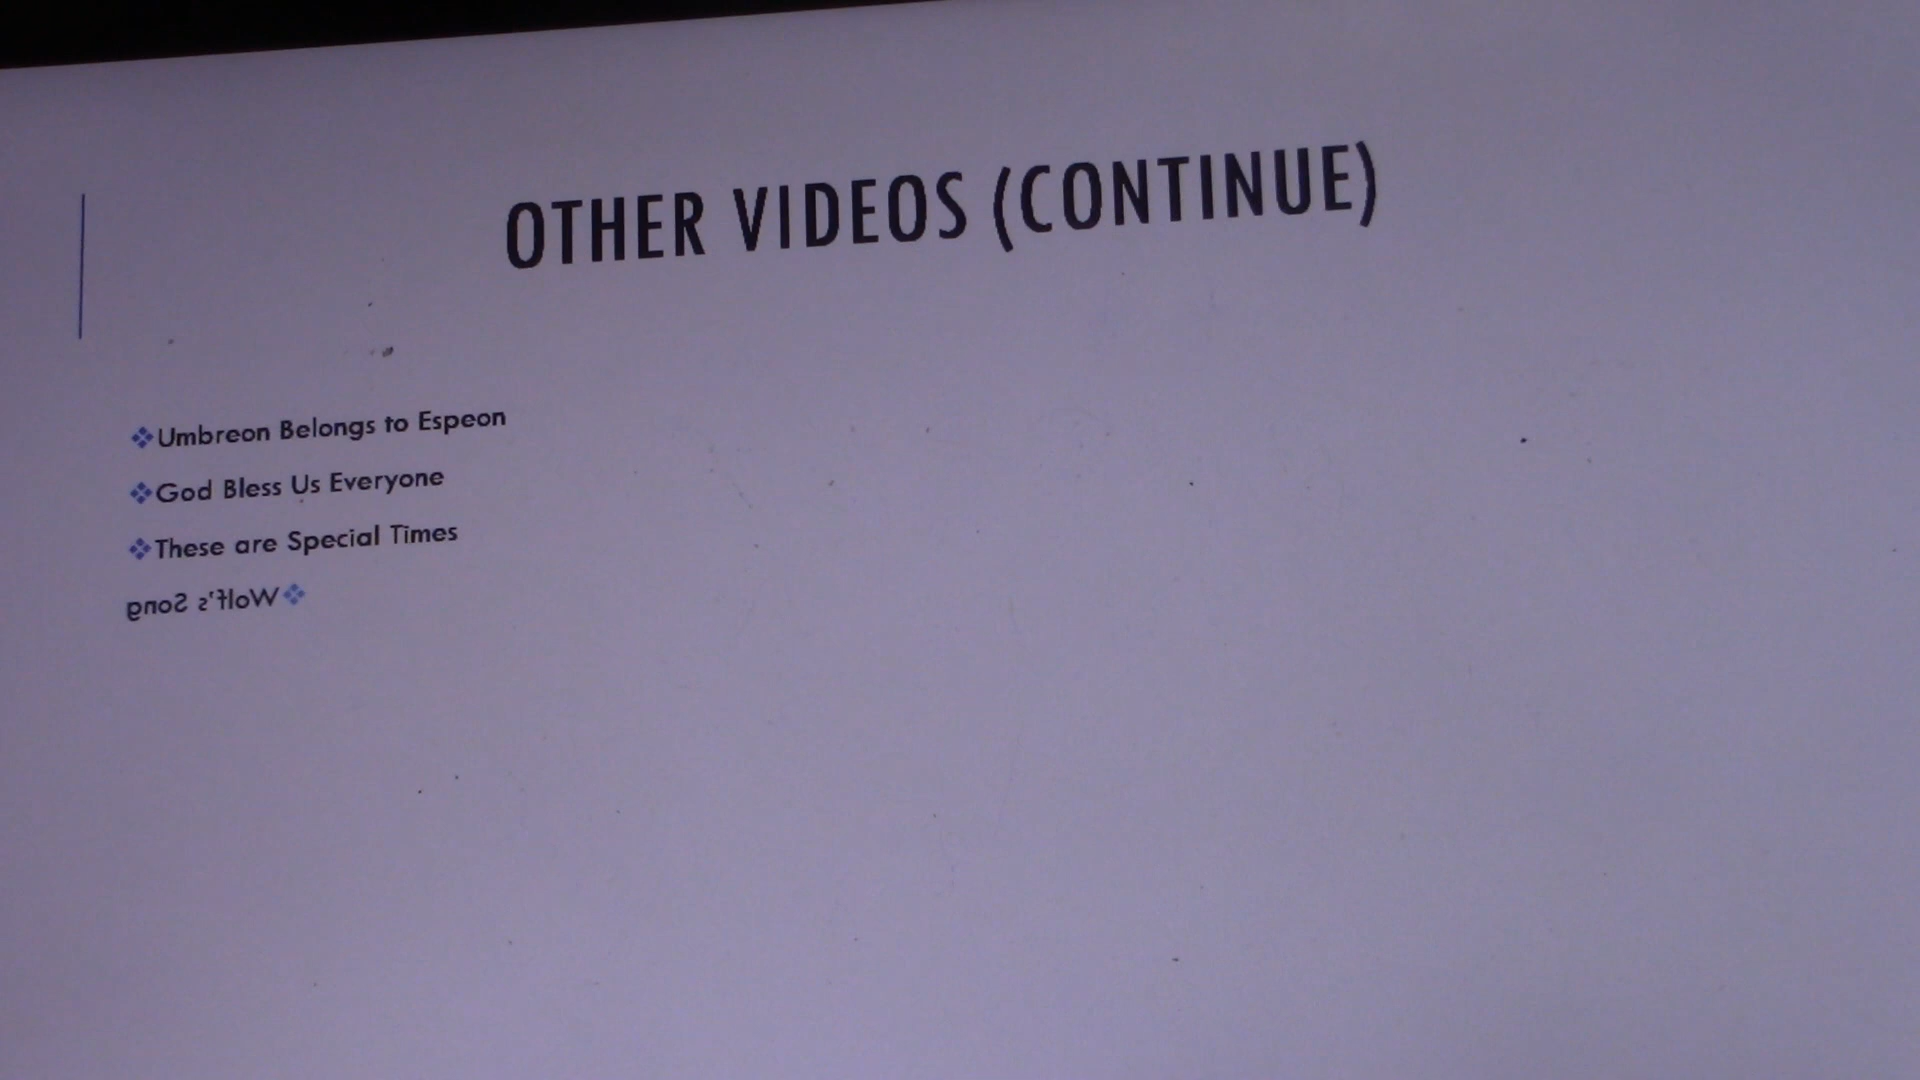 OTHER VIDEOS (CONTINUE)
❖Umbreon Belongs to Espeon
❖God Bless Us Everyone
❖These are Special Times
❖Wolf's Song